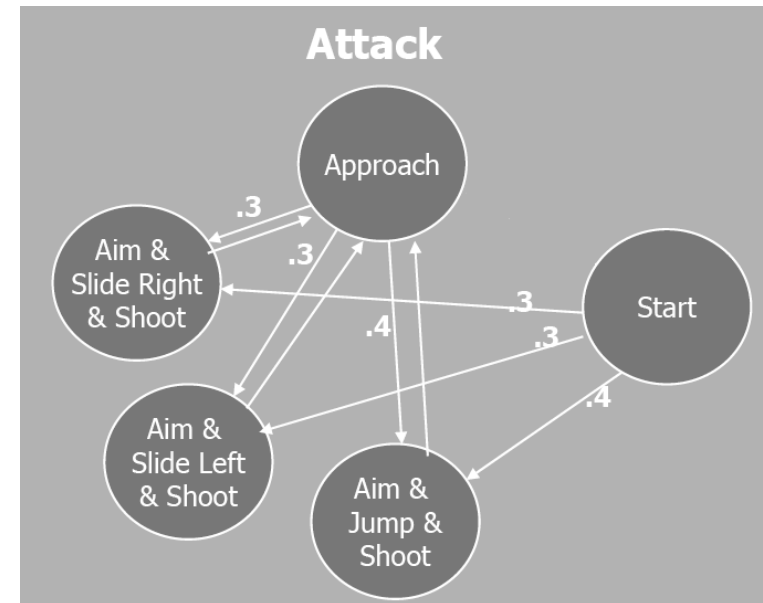 Attack
Approach
.3
Aim &
Slide Right
& Shoot
.3
.3
Start
.4
.3
.4
Aim &
Slide Left
& Shoot
Aim &
Jump &
Shoot